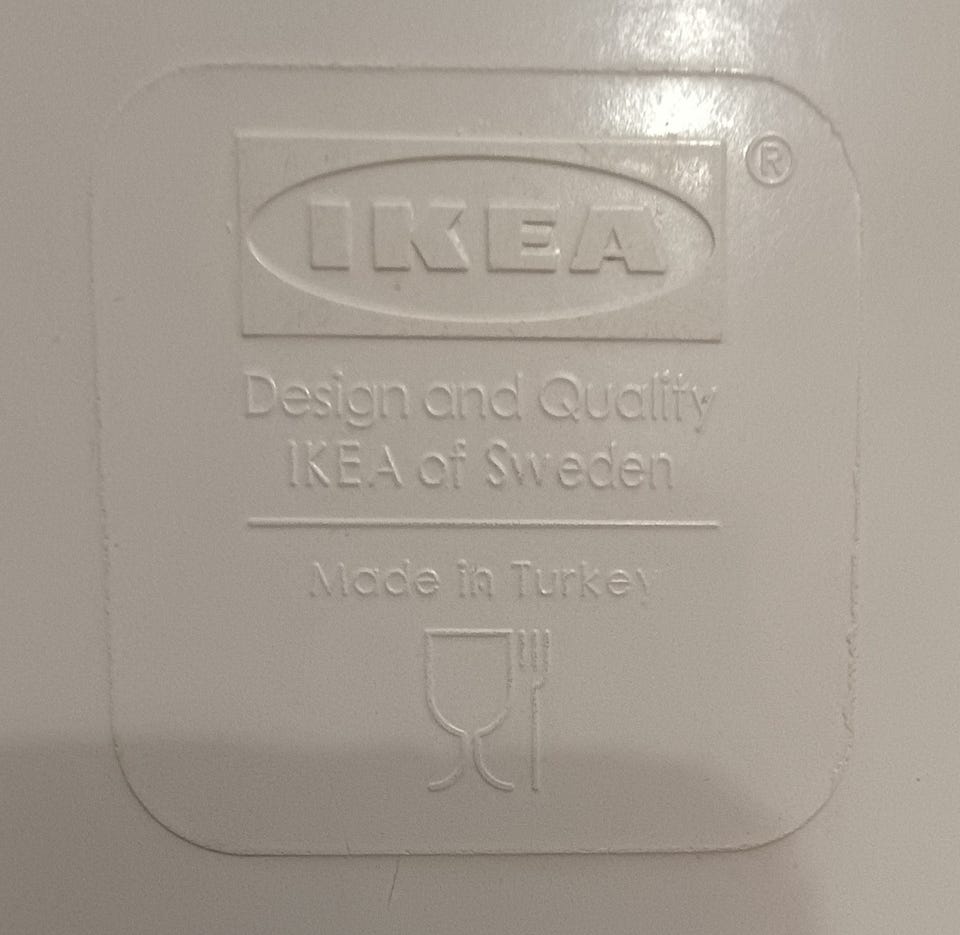 IKEA®
Design and Quality
IKEA of Sweden
Made in Turkey